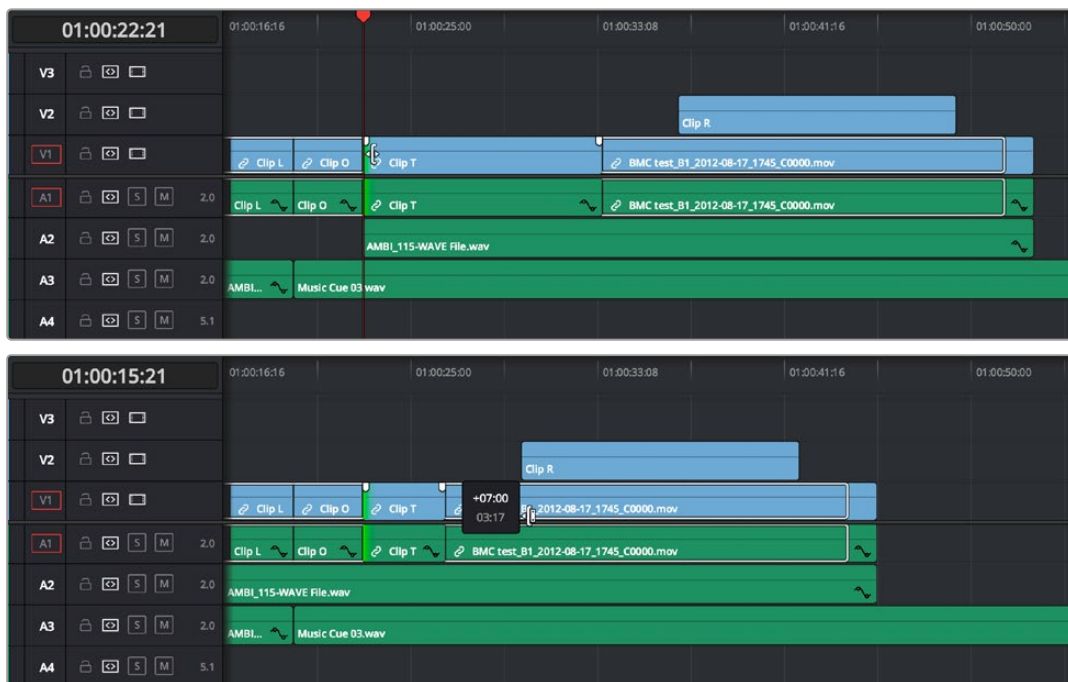 01:00:22:21 01:00:16:16 01:00:25:00 01:00:33:08 01:00:41:16 01:00:50:00
V3
V2 Clip R
V1 Clip L Clip O Clip T BMC test_B1_2012-08-17_1745_C0000.mov
A1 S M 2.0 Clip L Clip O Clip T BMC test_B1_2012-08-17_1745_C0000.mov
A2 S M 2.0 AMBI_115-WAVE File.wav
A3 S M 2.0 AMBI... Music Cue 03.wav
A4 S M 5.1
01:00:15:21 01:00:16:16 01:00:25:00 01:00:33:08 01:00:41:16 01:00:50:00
V3
V2 Clip R
+07:00
V1 Clip L Clip O Clip T 2012-08-17_1745_C0000.mov
03:17
A1 S M 2.0 Clip L Clip O Clip T BMC test_B1_2012-08-17_1745_C0000.mov
A2 S M 2.0 AMBI_115-WAVE File.wav
A3 S M 2.0 AMBI... Music Cue 03.wav
A4 S M 5.1